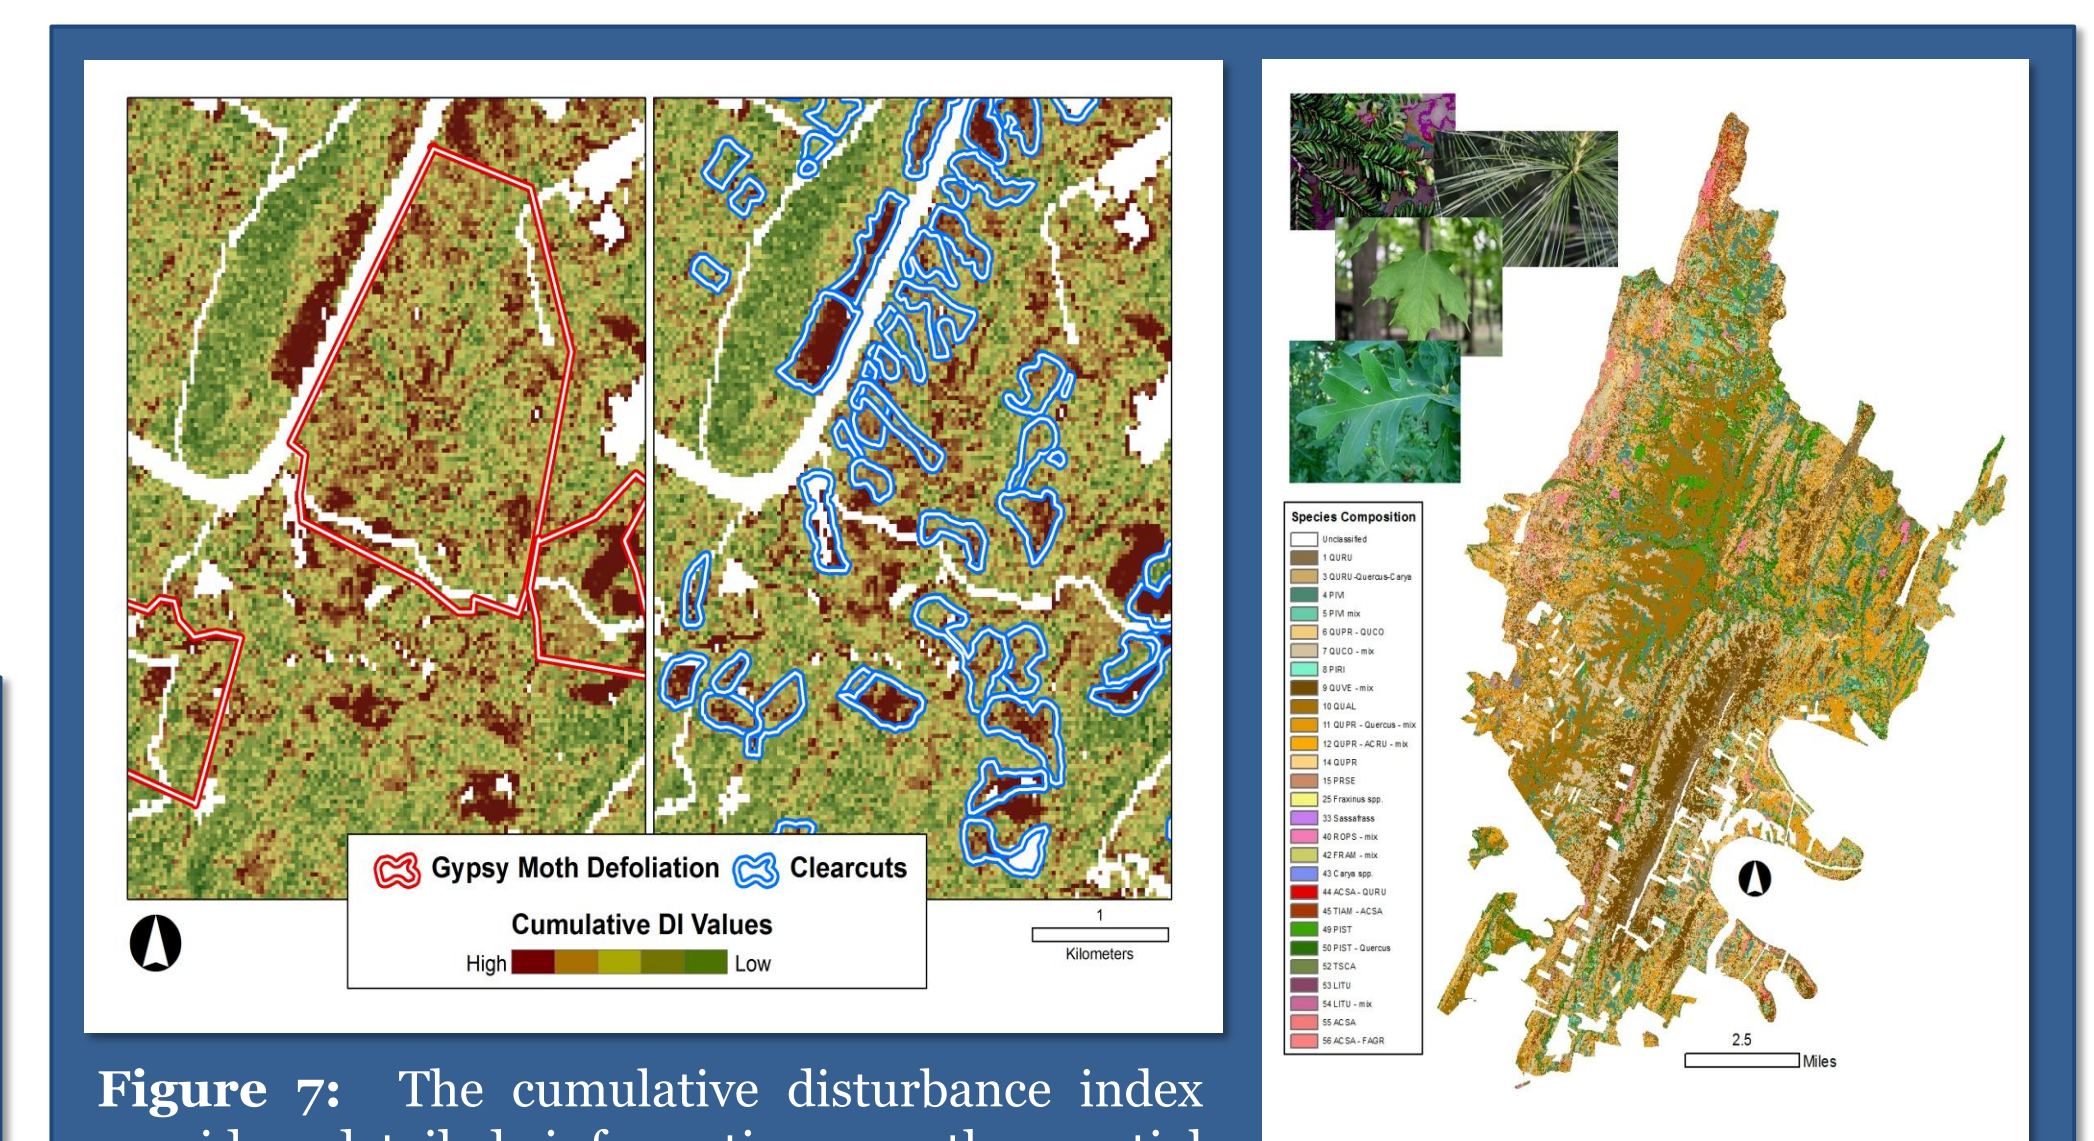 Gypsy Moth Defoliation
Clearcuts
Cumulative DI Values
High
Low
1
Kilometers
Figure 7: The cumulative disturbance index
Species Composition
Unclassified
1 QURU
3 QURU-Quercus-Carya
4 PIVI
5 PIVI mix
6 QUPR - QUCO
7 QUCO - mix
8 PIRI
9 QUVE - mix
10 QUAL
11 QUPR - Quercus - mix
12 QUPR - ACRU - mix
14 QUPR
15 PRSE
25 Fraxinus spp.
33 Sassafrass
40 ROPS - mix
42 FRAM - mix
43 Carya spp.
44 ACSA - QURU
45 TIAM - ACSA
49 PIST
50 PIST - Quercus
52 TSCA
53 LITU
54 LITU - mix
55 ACSA
56 ACSA - FAGR
2.5
Miles